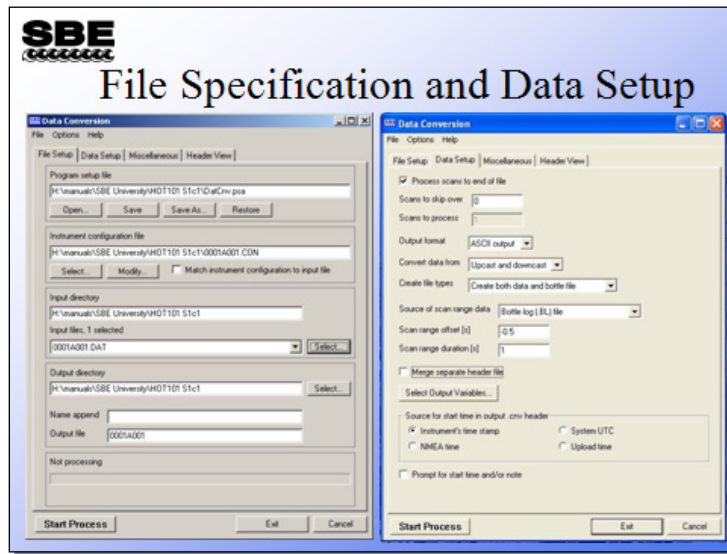 SBE
File Specification and Data Setup
Data Conversion
File Options Help
File Setup Data Setup Miscellaneous Header View
Program setup file
H:\manuals\SBE University\HOT101 S1c1\DatCnv.psa
Open... Save Save As... Restore
Instrument configuration file
H:\manuals\SBE University\HOT101 S1c1\0001A001.CON
Select... Modify... Match instrument configuration to input file
Input directory
H:\manuals\SBE University\HOT101 S1c1
Input files, 1 selected
0001A001.DAT Select...
Output directory
H:\manuals\SBE University\HOT101 S1c1 Select...
Name append
Output file 0001A001
Not processing
Start Process Exit Cancel
Data Conversion
File Options Help
File Setup Data Setup Miscellaneous Header View
Process scans to end of file
Scans to skip over 0
Scans to process
Output format ASCII output
Convert data from Upcast and downcast
Create file types Create both data and bottle file
Source of scan range data Bottle log (.BL) file
Scan range offset [s] -0.5
Scan range duration [s] 1
Merge separate header file
Select Output Variables...
Source for start time in output .cnv header
Instrument's time stamp System UTC
NMEA time Upload time
Prompt for start time and/or note
Start Process Exit Cancel